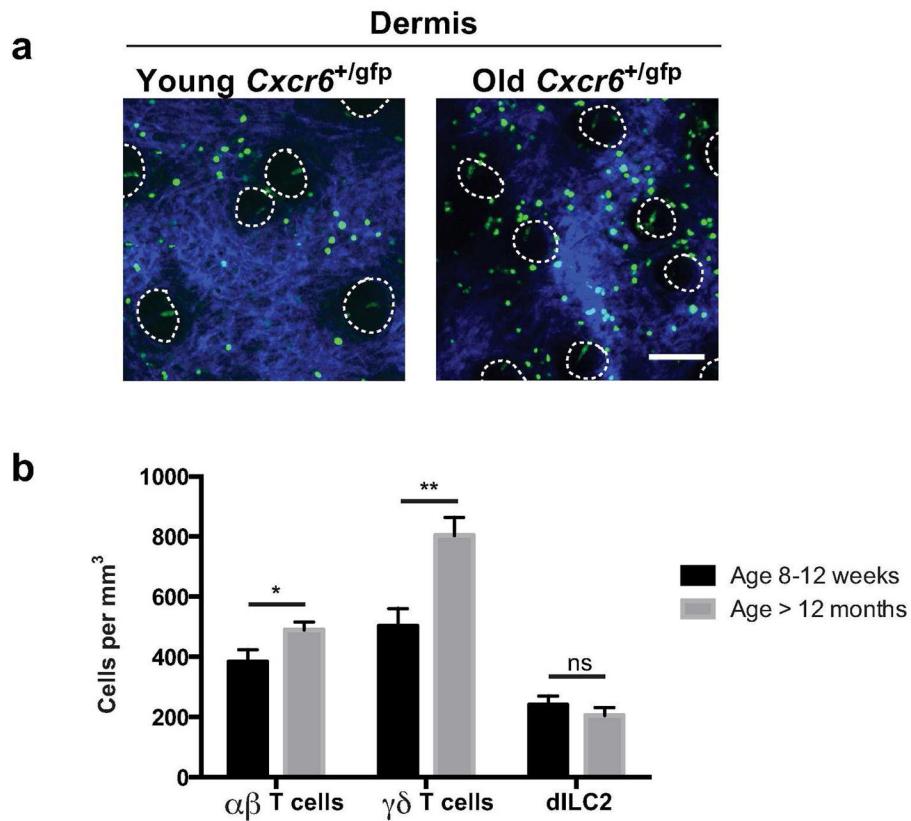 a
Dermis
Young Cxcr6+/gfp
Old Cxcr6+/gfp
b
Cells per mm3
1000
800
600
400
200
0
*
**
ns
αβ T cells
γδ T cells
dILC2
Age 8-12 weeks
Age > 12 months